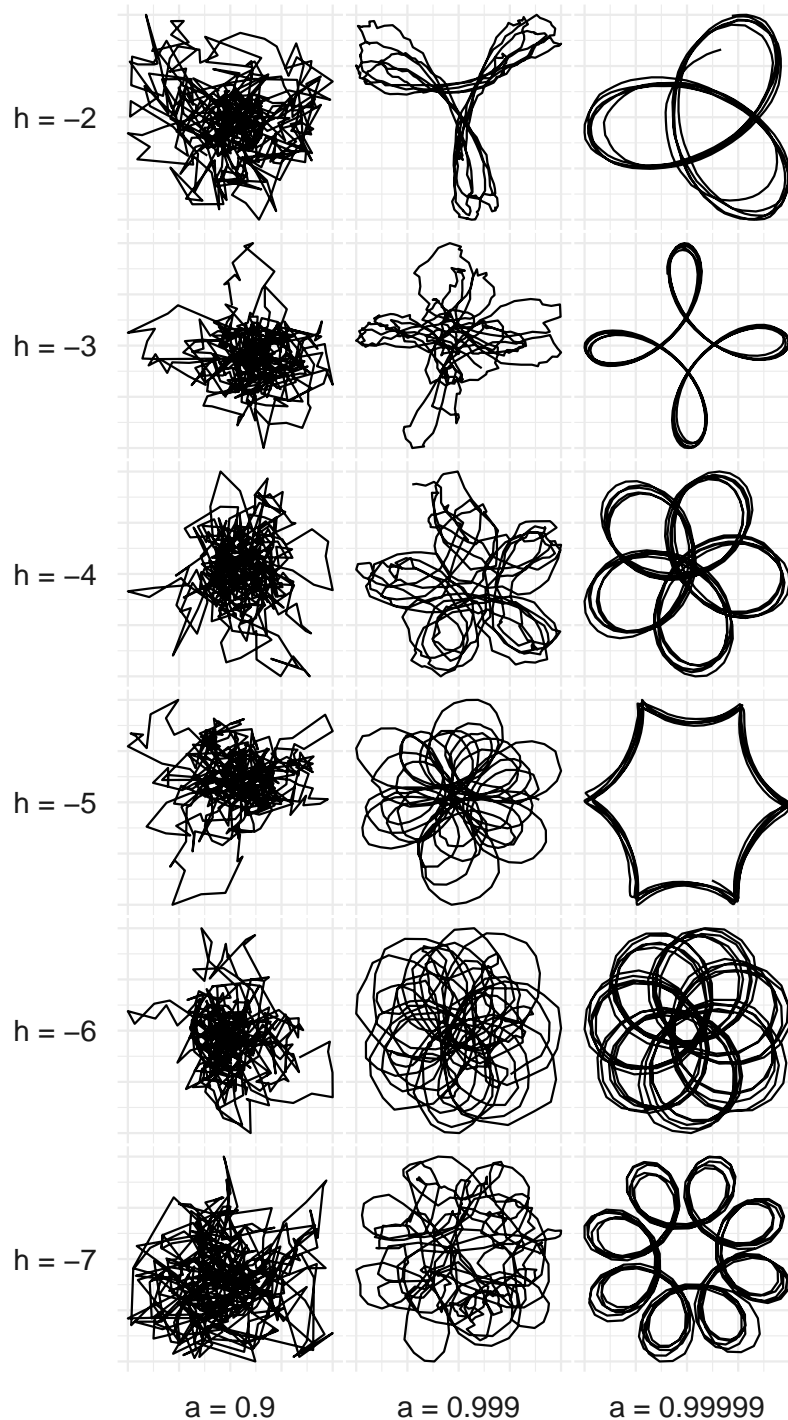 h = −2
h = −3
h = −4
h = −5
h = −6
h = −7
a = 0.9 a = 0.999 a = 0.99999